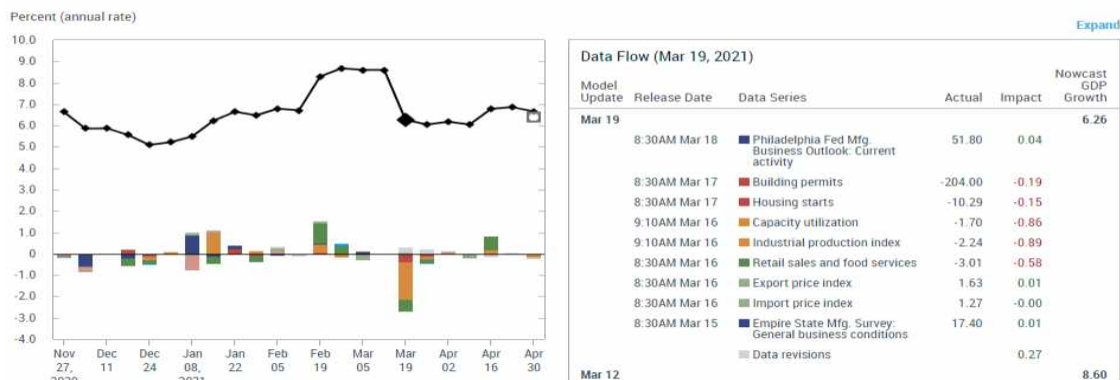 Percent (annual rate)
Expand
10.0
9.0
8.0
7.0
6.0
5.0
4.0
3.0
2.0
1.0
0.0
-1.0
-2.0
-3.0
-4.0
Nov Dec Dec Jan Jan Feb Feb Mar Mar Apr Apr Apr
27, 11 24 08, 22 05 19 05 19 02 16 30
2020 2021
Data Flow (Mar 19, 2021)
Model Update Release Date Data Series Actual Impact Nowcast GDP Growth
Mar 19 6.26
8:30AM Mar 18 Philadelphia Fed Mfg. Business Outlook: Current activity 51.80 0.04
8:30AM Mar 17 Building permits -204.00 -0.19
8:30AM Mar 17 Housing starts -10.29 -0.15
9:10AM Mar 16 Capacity utilization -1.70 -0.86
9:10AM Mar 16 Industrial production index -2.24 -0.89
8:30AM Mar 16 Retail sales and food services -3.01 -0.58
8:30AM Mar 16 Export price index 1.63 0.01
8:30AM Mar 16 Import price index 1.27 -0.00
8:30AM Mar 15 Empire State Mfg. Survey: General business conditions 17.40 0.01
Data revisions 0.27
Mar 12 8.60